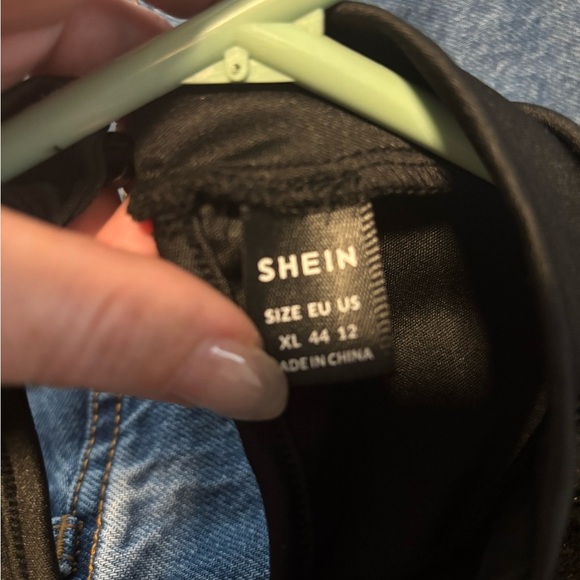 SHEIN
SIZE EU US
XL 44 12
ADE IN CHINA